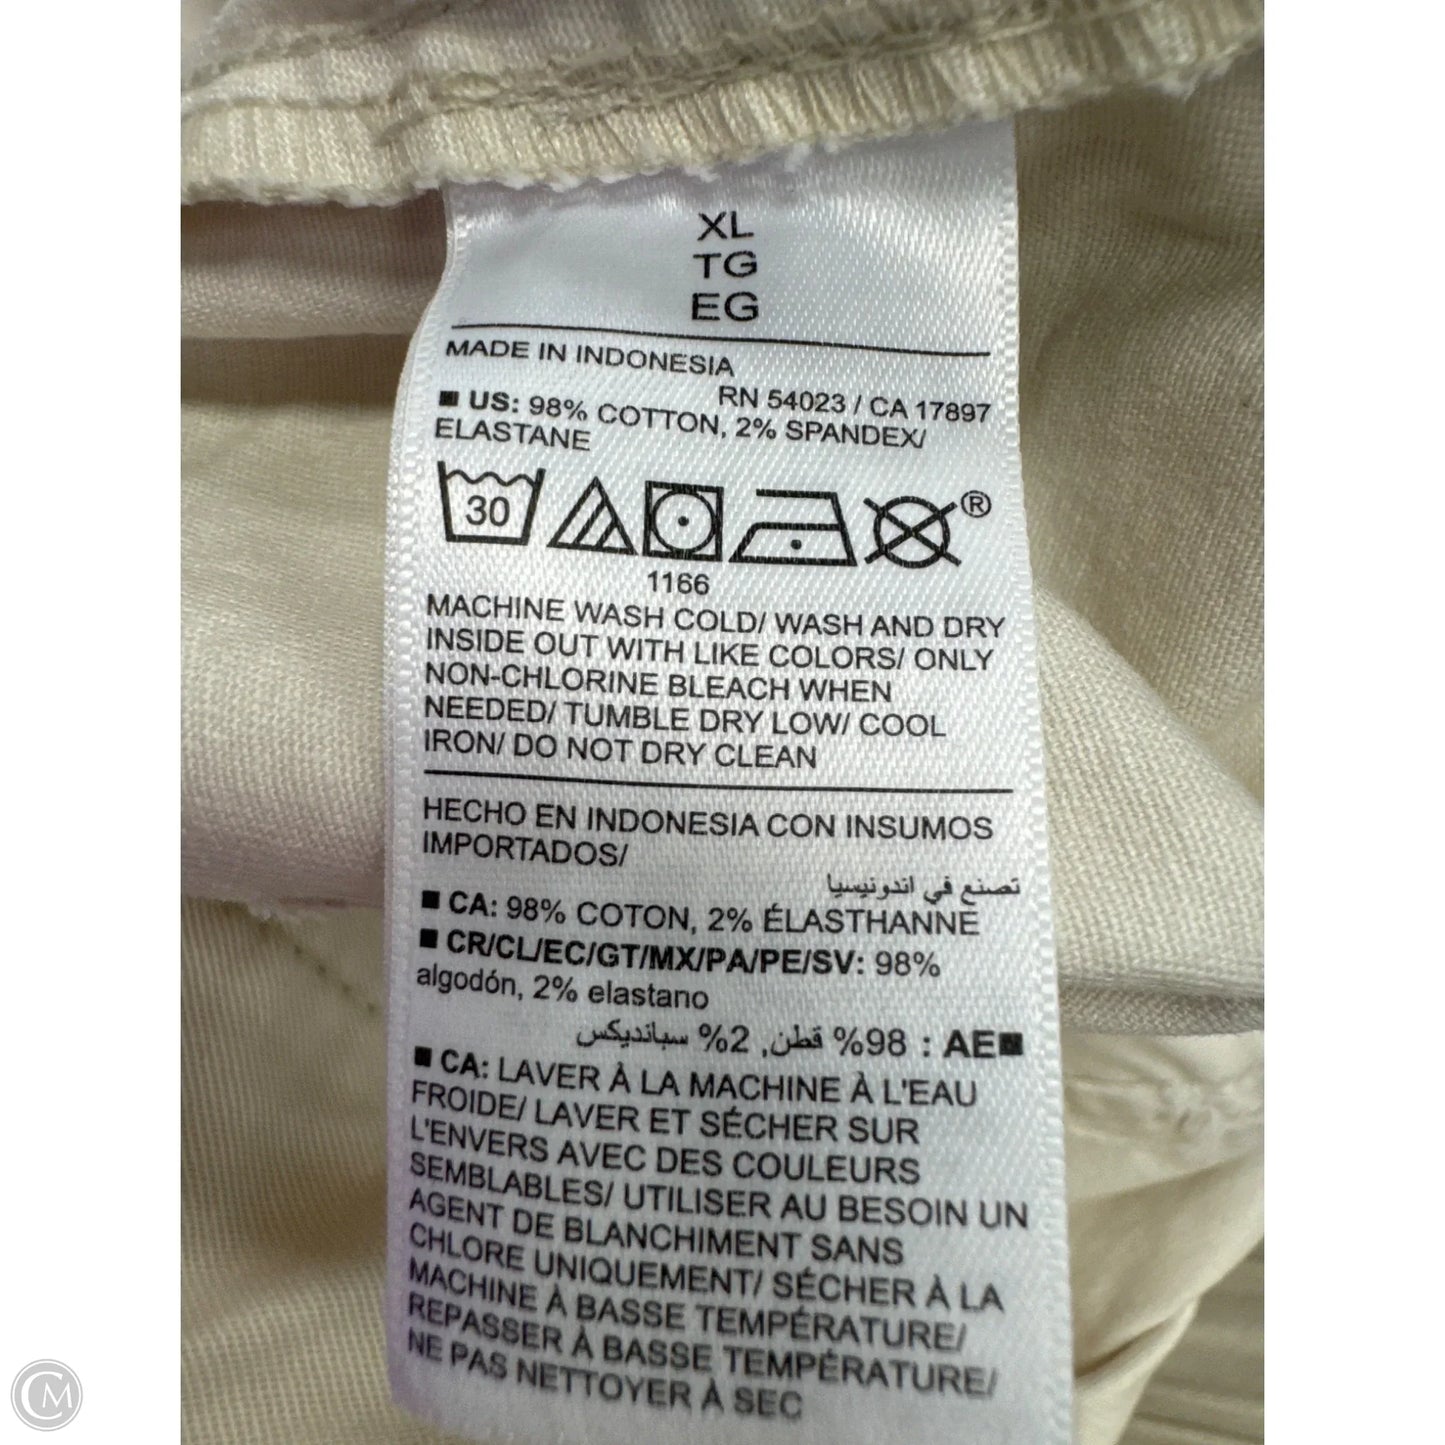 XL
TG
EG
MADE IN INDONESIA
RN 54023 / CA 17897
■ US: 98% COTTON, 2% SPANDEX/
ELASTANE
30
®
1166
MACHINE WASH COLD/ WASH AND DRY
INSIDE OUT WITH LIKE COLORS/ ONLY
NON-CHLORINE BLEACH WHEN
NEEDED/ TUMBLE DRY LOW/ COOL
IRON/ DO NOT DRY CLEAN
HECHO EN INDONESIA CON INSUMOS
IMPORTADOS/
تصنع في اندونيسيا
■ CA: 98% COTON, 2% ÉLASTHANNE
■ CR/CL/EC/GT/MX/PA/PE/SV: 98%
algodón, 2% elastano
■AE : 98% قطن, 2% سباندیكس
■ CA: LAVER À LA MACHINE À L'EAU
FROIDE/ LAVER ET SÉCHER SUR
L'ENVERS AVEC DES COULEURS
SEMBLABLES/ UTILISER AU BESOIN UN
AGENT DE BLANCHIMENT SANS
CHLORE UNIQUEMENT/ SÉCHER À LA
MACHINE À BASSE TEMPÉRATURE/
REPASSER À BASSE TEMPÉRATURE/
NE PAS NETTOYER À SEC
CM